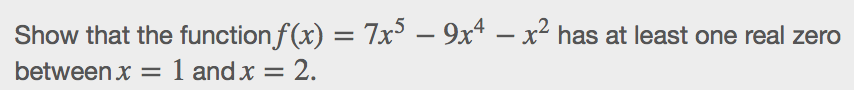 Show that the function f(x) = 7x⁵ − 9x⁴ − x² has at least one real zero
between x = 1 and x = 2.